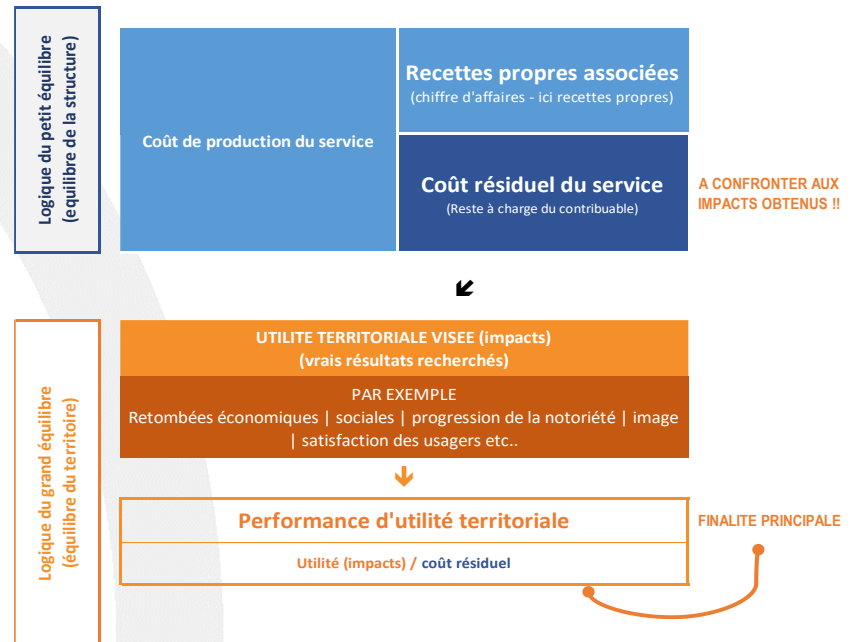 Logique du petit équilibre
(equilibre de la structure)
Coût de production du service
Recettes propres associées
(chiffre d'affaires - ici recettes propres)
Coût résiduel du service
(Reste à charge du contribuable)
A CONFRONTER AUX
IMPACTS OBTENUS !!
Logique du grand équilibre
(équilibre du territoire)
UTILITE TERRITORIALE VISEE (impacts)
(vrais résultats recherchés)
PAR EXEMPLE
Retombées économiques | sociales | progression de la notoriété | image
| satisfaction des usagers etc..
Performance d'utilité territoriale
Utilité (impacts) / coût résiduel
FINALITE PRINCIPALE